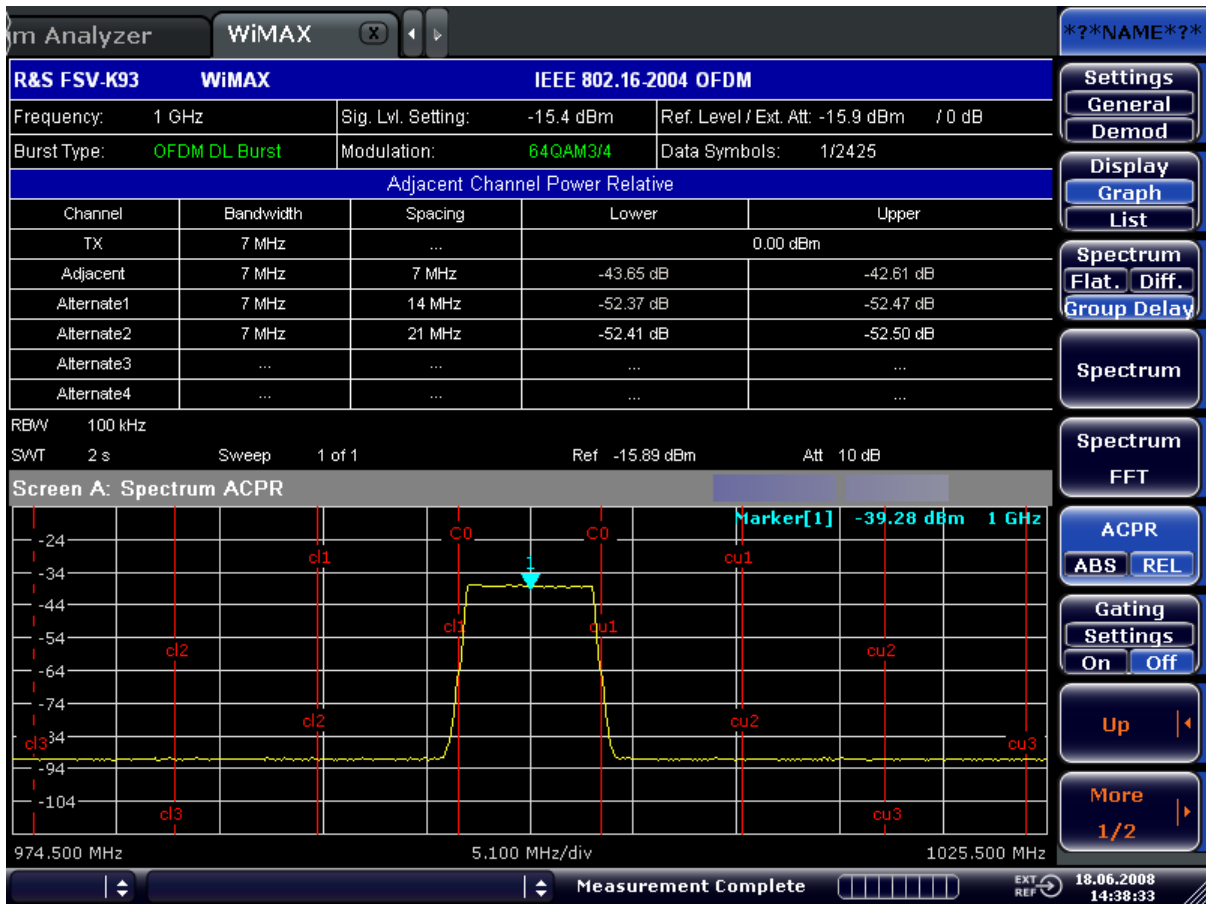 m Analyzer WiMAX X
*?*NAME*?*
R&S FSV-K93 WiMAX IEEE 802.16-2004 OFDM
Frequency: 1 GHz Sig. Lvl. Setting: -15.4 dBm Ref. Level / Ext. Att: -15.9 dBm / 0 dB
Burst Type: OFDM DL Burst Modulation: 64QAM3/4 Data Symbols: 1/2425
Adjacent Channel Power Relative
Channel Bandwidth Spacing Lower Upper
TX 7 MHz ... 0.00 dBm
Adjacent 7 MHz 7 MHz -43.65 dB -42.61 dB
Alternate1 7 MHz 14 MHz -52.37 dB -52.47 dB
Alternate2 7 MHz 21 MHz -52.41 dB -52.50 dB
Alternate3 ... ... ... ...
Alternate4 ... ... ... ...
RBW 100 kHz
SWT 2 s Sweep 1 of 1 Ref -15.89 dBm Att 10 dB
Screen A: Spectrum ACPR
Marker[1] -39.28 dBm 1 GHz
C0 C0
-24
cl1 1 cu1
-34
-44
cl1 cu1
-54
cl2 cu2
-64
-74
cl2 cu2
cl3 34 cu3
-94
-104
cl3 cu3
974.500 MHz 5.100 MHz/div 1025.500 MHz
Measurement Complete
EXT REF
18.06.2008
14:38:33
Settings
General
Demod
Display
Graph
List
Spectrum
Flat. Diff.
Group Delay
Spectrum
Spectrum
FFT
ACPR
ABS REL
Gating
Settings
On Off
Up
More
1/2